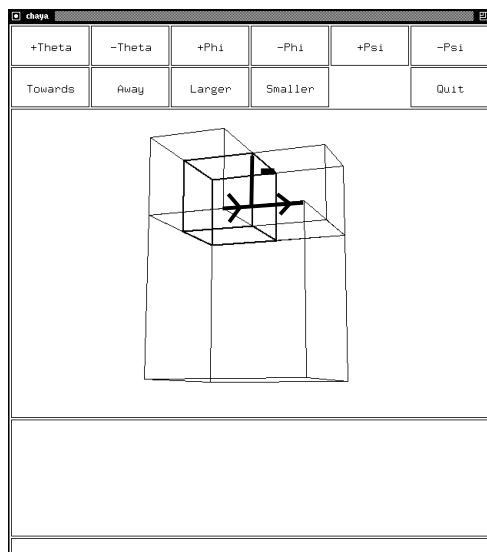 chaya
+Theta -Theta +Phi -Phi +Psi -Psi
Towards Away Larger Smaller Quit